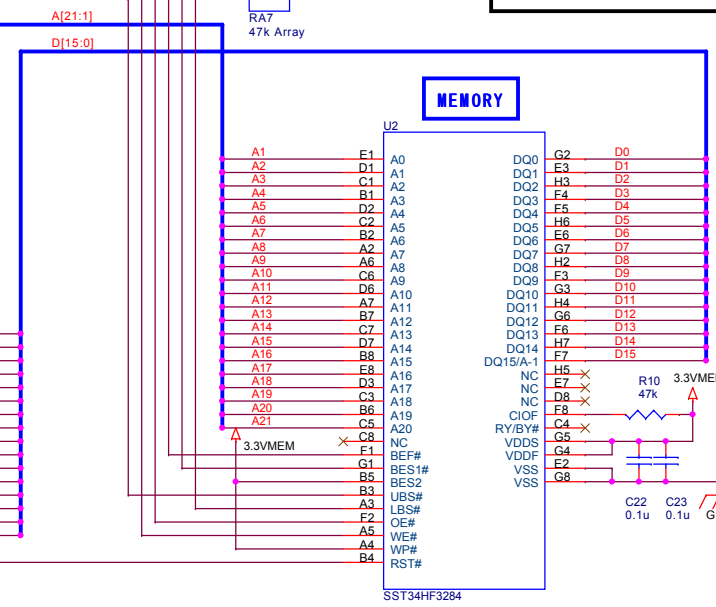 A[21:1]
RA7
47k Array
D[15:0]
MEMORY
U2
A1 E1 A0 DQ0 G2 D0
A2 D1 A1 DQ1 E3 D1
A3 C1 A2 DQ2 H3 D2
A4 B1 A3 DQ3 F4 D3
A5 D2 A4 DQ4 F5 D4
A6 C2 A5 DQ5 H6 D5
A7 B2 A6 DQ6 E6 D6
A8 A2 A7 DQ7 G7 D7
A9 A6 A8 DQ8 H2 D8
A10 C6 A9 DQ9 F3 D9
A11 D6 A10 DQ10 G3 D10
A12 A7 A11 DQ11 H4 D11
A13 B7 A12 DQ12 G6 D12
A14 C7 A13 DQ13 F6 D13
A15 D7 A14 DQ14 H7 D14
A16 B8 A15 DQ15/A-1 F7 D15
A17 E8 A16 NC H5
A18 D3 A17 NC E7
A19 C3 A18 NC D8
A20 B6 A19 CIOF F8
A21 C5 A20 RY/BY# C4
C8 NC VDDS G5
F1 BEF# VDDF G4
G1 BES1# VSS E2
B5 BES2 VSS G8
B3 UBS#
A3 LBS#
F2 OE#
A5 WE#
A4 WP#
B4 RST#
3.3VMEM
R10
47k
3.3VME
C22
0.1u
C23
0.1u
G
SST34HF3284